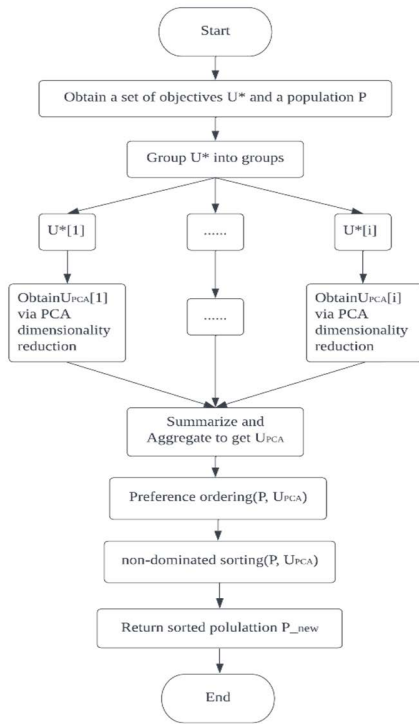 Start
Obtain a set of objectives U* and a population P
Group U* into groups
U*[1]
......
U*[i]
ObtainUPCA[1]
via PCA
dimensionality
reduction
......
ObtainUPCA[i]
via PCA
dimensionality
reduction
Summarize and
Aggregate to get UPCA
Preference ordering(P, UPCA)
non-dominated sorting(P, UPCA)
Return sorted polulattion P_new
End